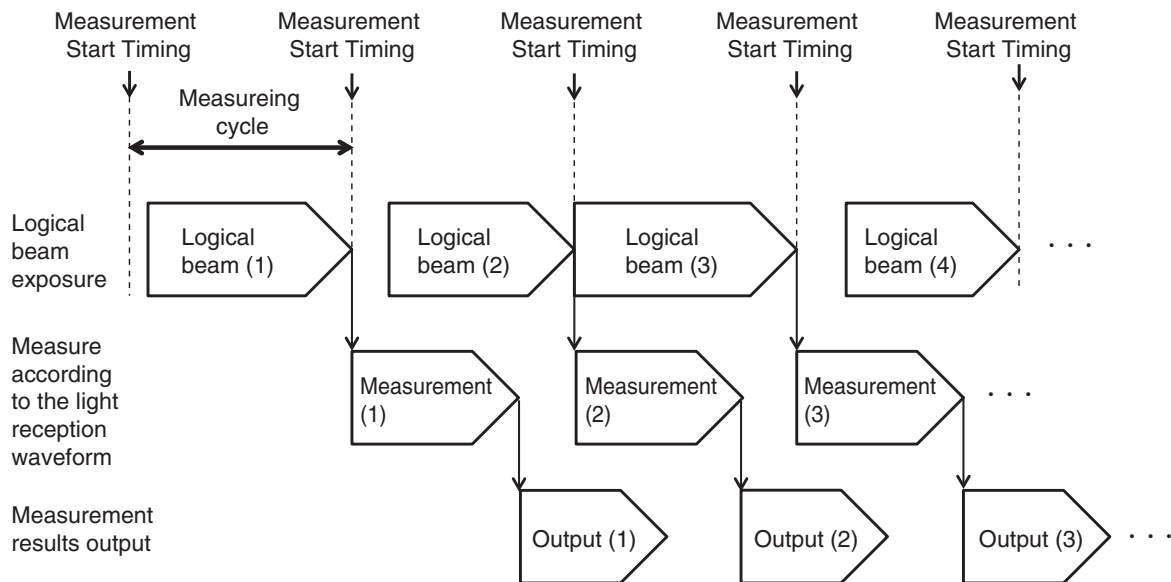 Measurement Start Timing
Measurement Start Timing
Measurement Start Timing
Measurement Start Timing
Measurement Start Timing
Measureing
cycle
Logical
beam
exposure
Logical
beam (1)
Logical
beam (2)
Logical
beam (3)
Logical
beam (4)
. . .
Measure
according
to the light
reception
waveform
Measurement
(1)
Measurement
(2)
Measurement
(3)
. . .
Measurement
results output
Output (1)
Output (2)
Output (3)
. . .